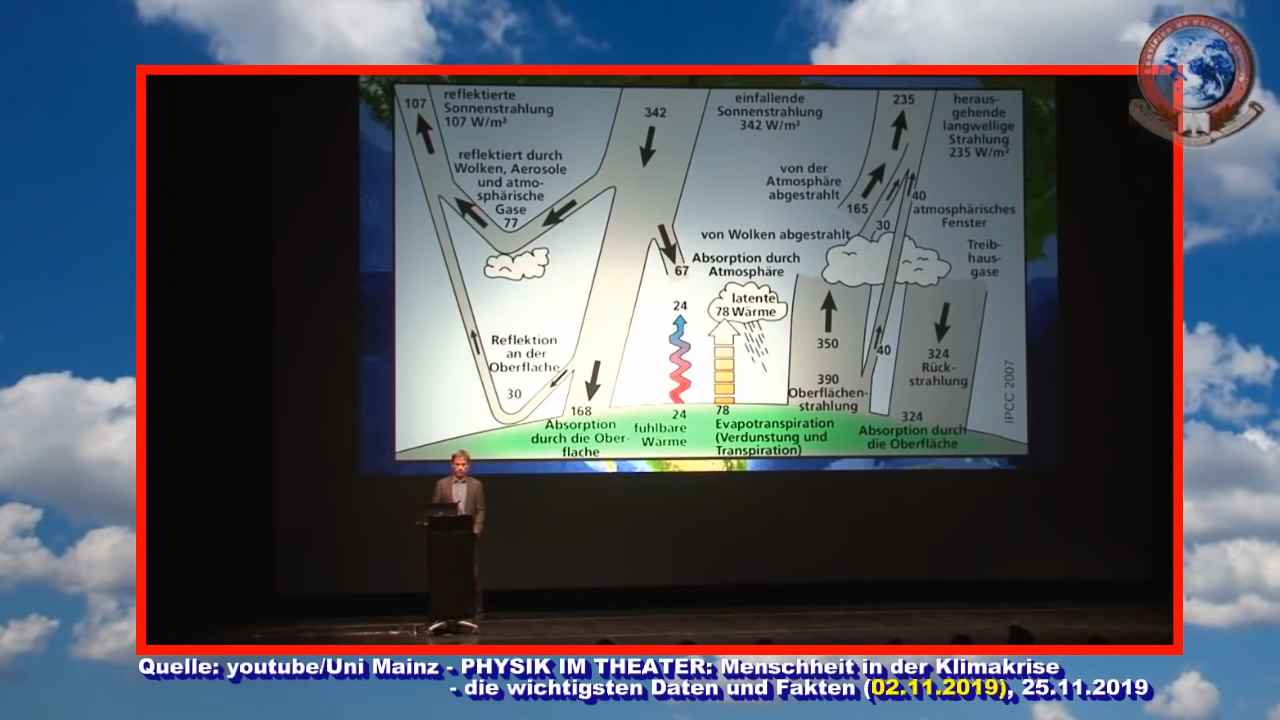 107
reflektierte
Sonnenstrahlung
107 W/m²
342
einfallende
Sonnenstrahlung
342 W/m²
235
heraus-
gehende
langwellige
Strahlung
235 W/m²
reflektiert durch
Wolken, Aerosole
und atmo-
sphärische
Gase
77
von der
Atmosphäre
abgestrahlt
165
30
40
atmosphärisches
Fenster
von Wolken abgestrahlt
Treib-
haus-
gase
67
Absorption durch
Atmosphäre
24
latente
78 Wärme
350
40
324
Rück-
strahlung
Reflektion
an der
Oberflache
30
390
Oberflächen-
strahlung
168
Absorption
durch die Ober-
flache
24
fuhlbare
Wärme
78
Evapotranspiration
(Verdunstung und
Transpiration)
324
Absorption durch
die Oberfläche
IPCC 2007
Quelle: youtube/Uni Mainz - PHYSIK IM THEATER: Menschheit in der Klimakrise
- die wichtigsten Daten und Fakten (02.11.2019), 25.11.2019